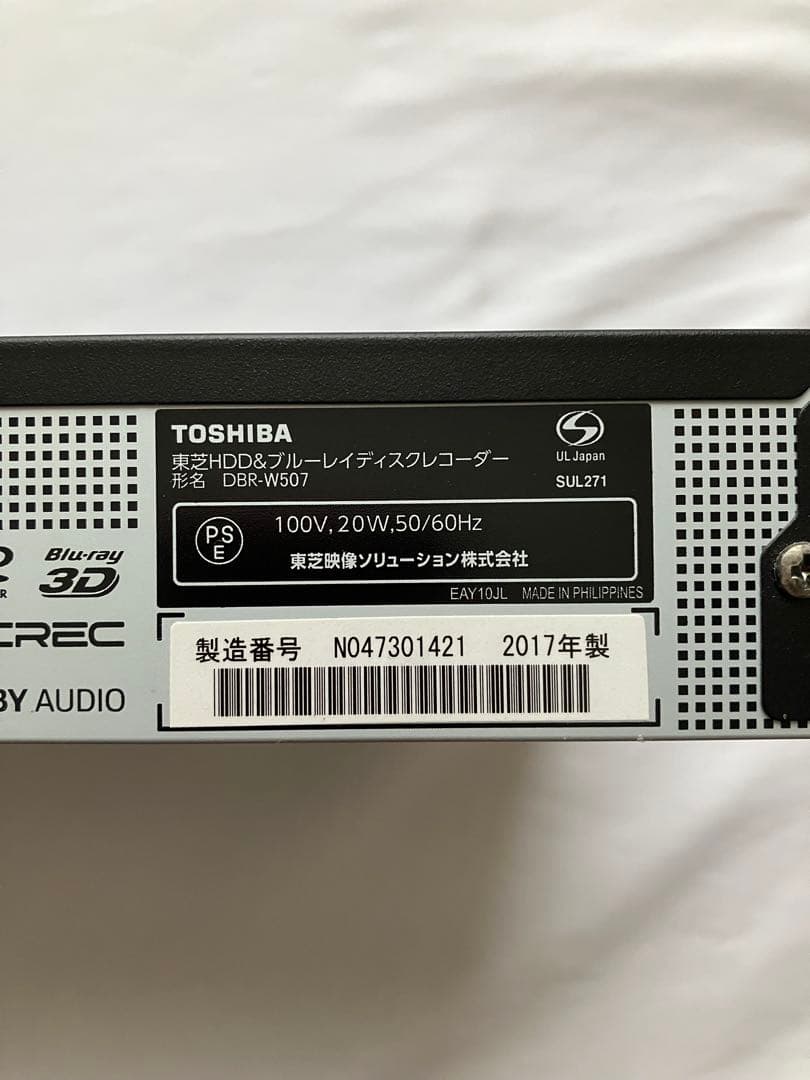 TOSHIBA
東芝HDD&ブルーレイディスクレコーダー
形名 DBR-W507
UL Japan
SUL271
PS
E
100V, 20W, 50/60Hz
東芝映像ソリューション株式会社
EAY10JL MADE IN PHILIPPINES
Blu-ray
3D
CREC
BY AUDIO
製造番号 N047301421 2017年製